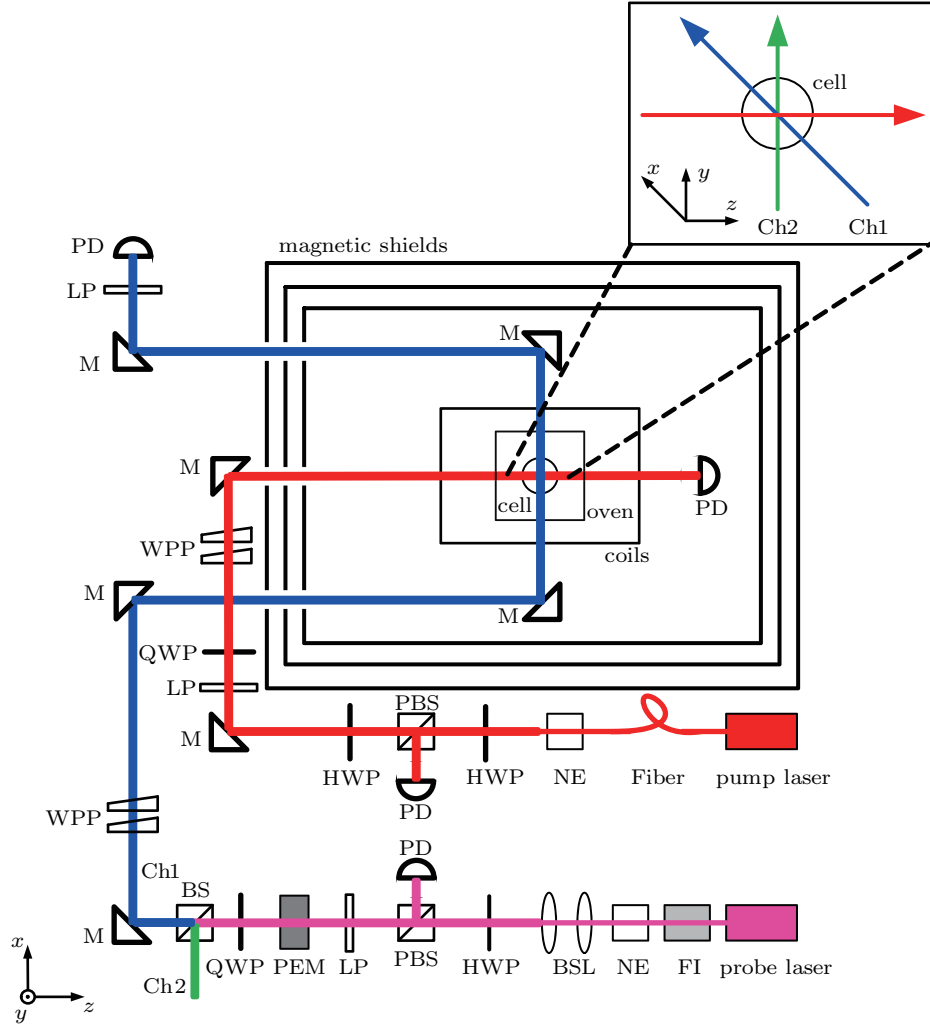 cell
x
y
z
Ch2
Ch1
PD
magnetic shields
LP
M
M
M
cell
oven
PD
WPP
coils
M
M
QWP
LP
PBS
M
HWP
HWP
NE
Fiber
pump laser
PD
WPP
PD
Ch1
BS
M
QWP
PEM
LP
PBS
HWP
BSL
NE
FI
probe laser
Ch2
x
y
z